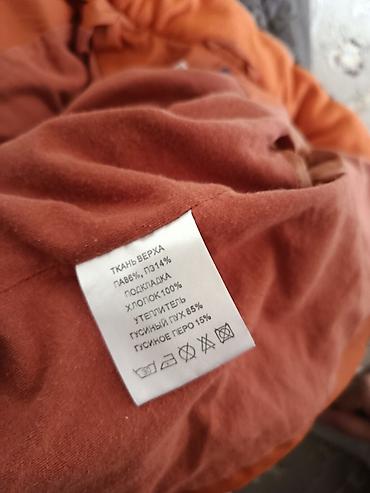 ТКАНЬ ВЕРХА
ПА86%, ПЭ14%
ПОДКЛАДКА
ХЛОПОК100%
УТЕПЛИТЕЛЬ
ГУСИНЫЙ ПУХ 85%
ГУСИНОЕ ПЕРО 15%